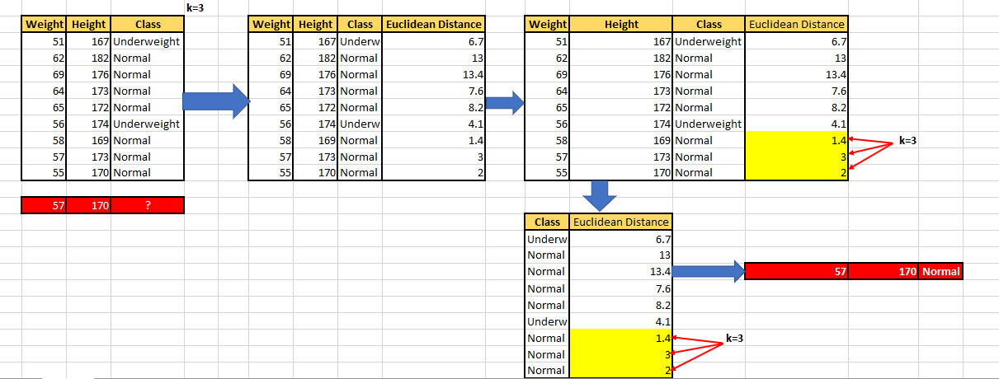 k=3
Weight Height Class
51 167 Underweight
62 182 Normal
69 176 Normal
64 173 Normal
65 172 Normal
56 174 Underweight
58 169 Normal
57 173 Normal
55 170 Normal
57 170 ?
Weight Height Class Euclidean Distance
51 167 Underw 6.7
62 182 Normal 13
69 176 Normal 13.4
64 173 Normal 7.6
65 172 Normal 8.2
56 174 Underw 4.1
58 169 Normal 1.4
57 173 Normal 3
55 170 Normal 2
Weight Height Class Euclidean Distance
51 167 Underweight 6.7
62 182 Normal 13
69 176 Normal 13.4
64 173 Normal 7.6
65 172 Normal 8.2
56 174 Underweight 4.1
58 169 Normal 1.4 k=3
57 173 Normal 3
55 170 Normal 2
Class Euclidean Distance
Underw 6.7
Normal 13
Normal 13.4
Normal 7.6
Normal 8.2
Underw 4.1
Normal 1.4 k=3
Normal 3
Normal 2
57 170 Normal